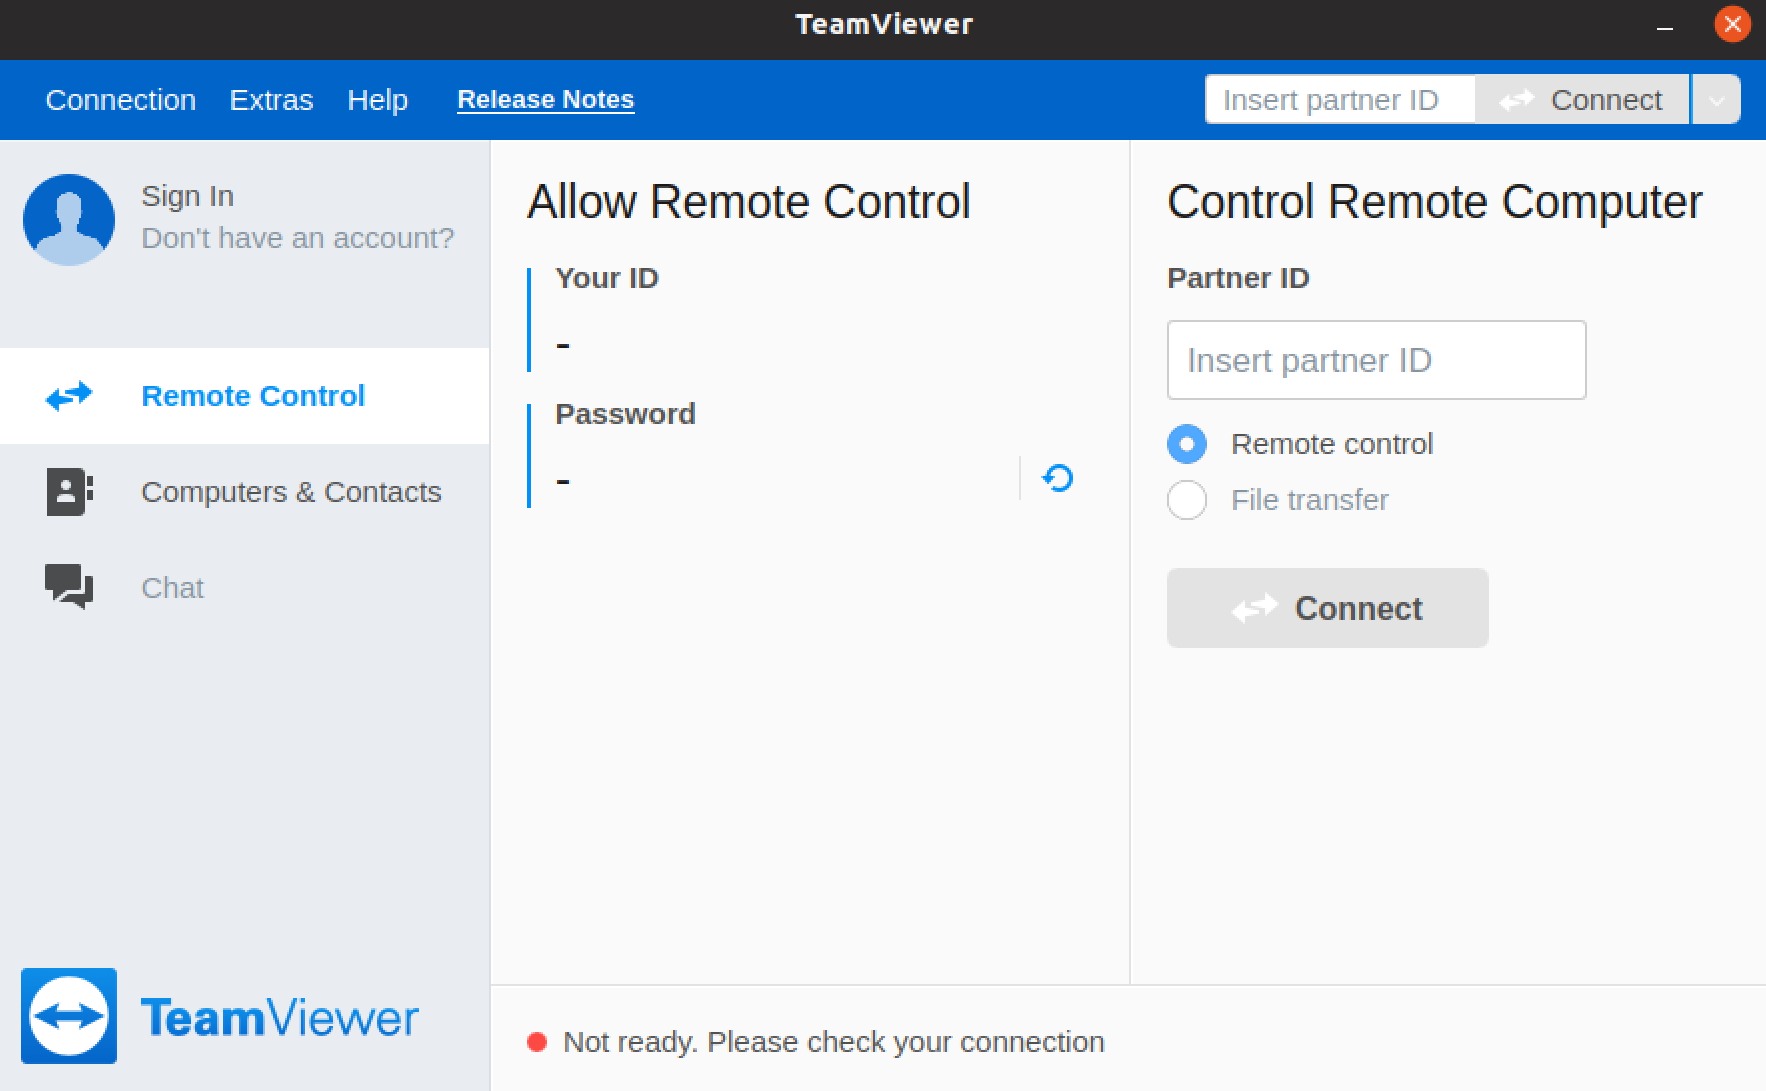 TeamViewer
Connection Extras Help Release Notes Insert partner ID Connect
Sign In
Don't have an account?
Remote Control
Computers & Contacts
Chat
TeamViewer
Allow Remote Control
Your ID
-
Password
-
Control Remote Computer
Partner ID
Insert partner ID
Remote control
File transfer
Connect
Not ready. Please check your connection